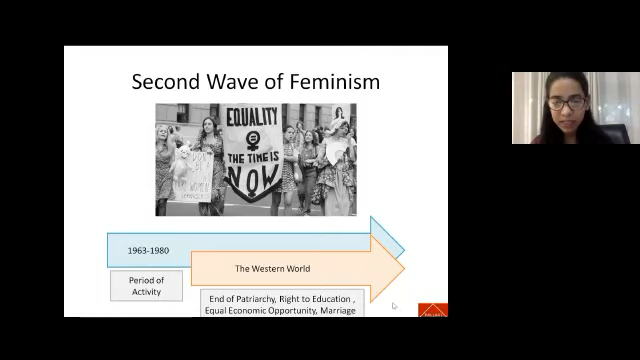 Second Wave of Feminism
EQUALITY
THE TIME IS
NOW
1963-1980
The Western World
Period of
Activity
End of Patriarchy, Right to Education ,
Equal Economic Opportunity, Marriage